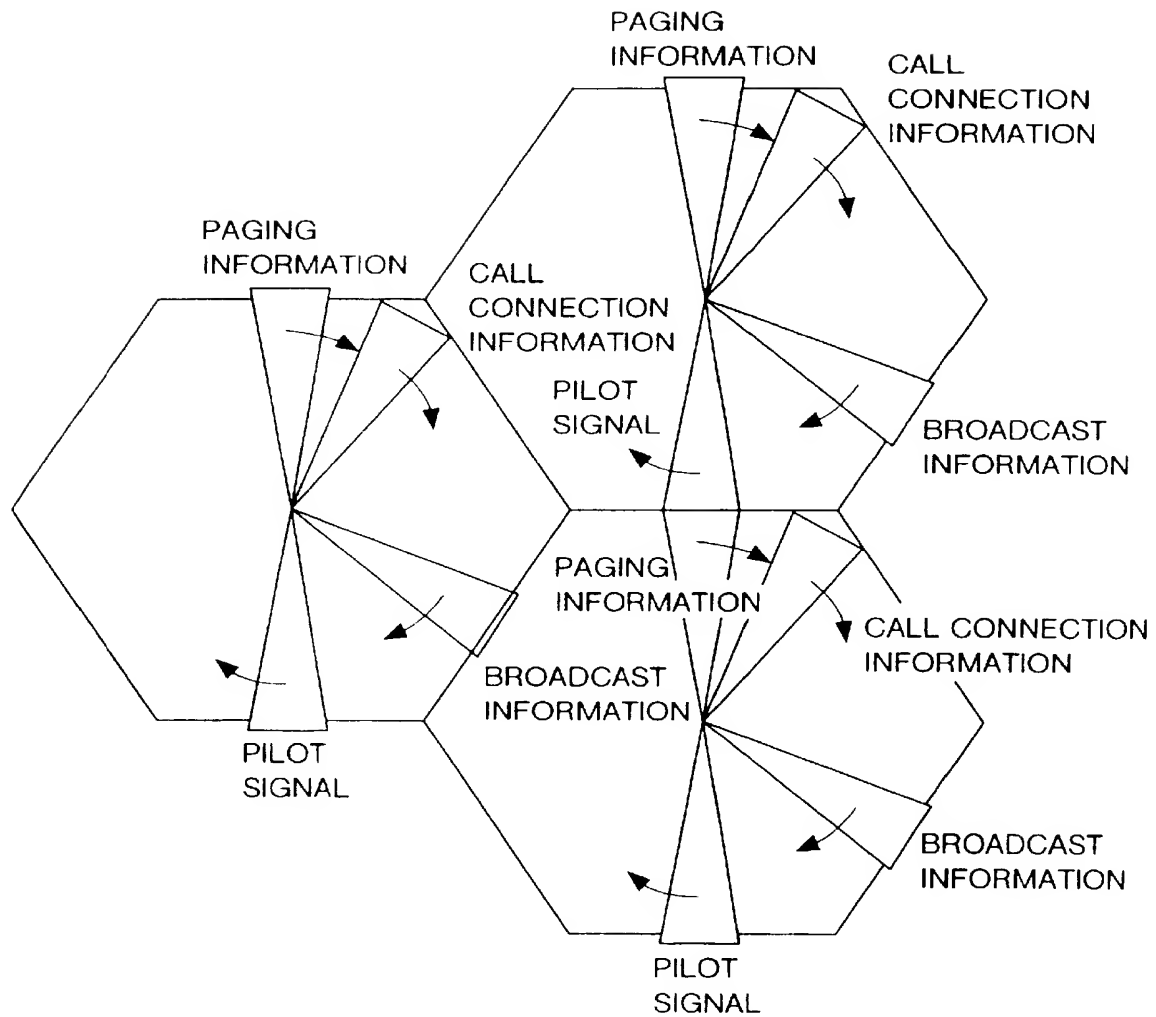 PAGING
INFORMATION
CALL
CONNECTION
INFORMATION
PAGING
INFORMATION
CALL
CONNECTION
INFORMATION
PILOT
SIGNAL
BROADCAST
INFORMATION
PAGING
INFORMATION
CALL CONNECTION
INFORMATION
BROADCAST
INFORMATION
PILOT
SIGNAL
BROADCAST
INFORMATION
PILOT
SIGNAL